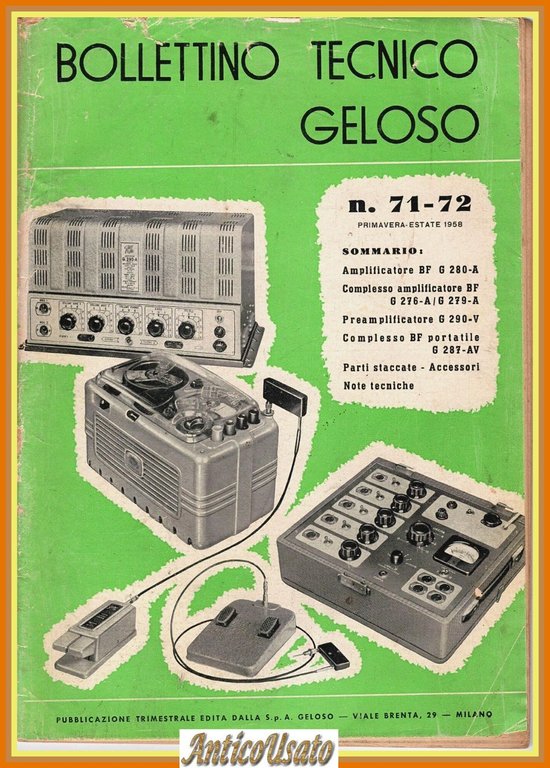 BOLLETTINO TECNICO
GELOSO
n. 71-72
PRIMAVERA-ESTATE 1958
SOMMARIO:
Amplificatore BF G 280-A
Complesso amplificatore BF
G 276-A/G 279-A
Preamplificatore G 290-V
Complesso BF portatile
G 287-AV
Parti staccate - Accessori
Note tecniche
PUBBLICAZIONE TRIMESTRALE EDITA DALLA S.p.A. GELOSO — VIALE BRENTA, 29 — MILANO
AnticoUsato